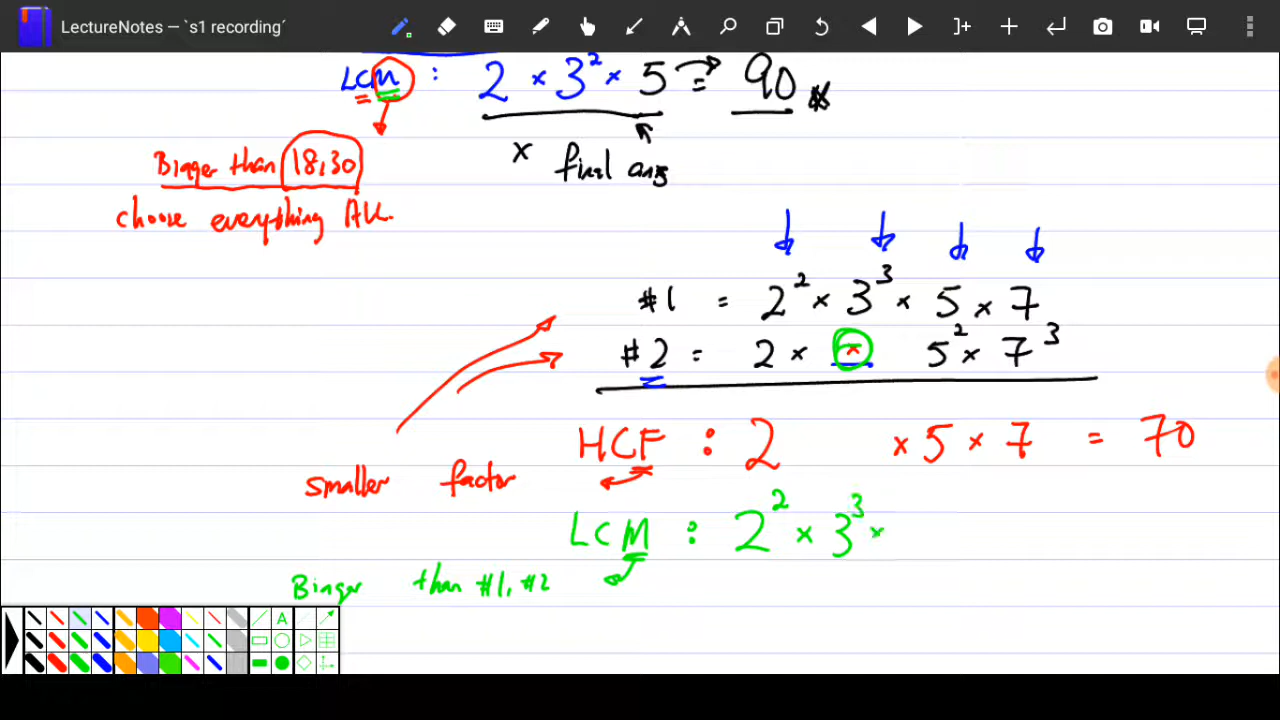 LectureNotes — `s1 recording´
LCM : 2 × 3² × 5 = 90
× final ans
Bigger than 18,30
choose everything
#1 = 2² × 3³ × 5 × 7
#2 = 2 × × 5² × 7³
HCF : 2 × 5 × 7 = 70
smaller factor
LCM : 2² × 3³ ×
than #1, #2
A